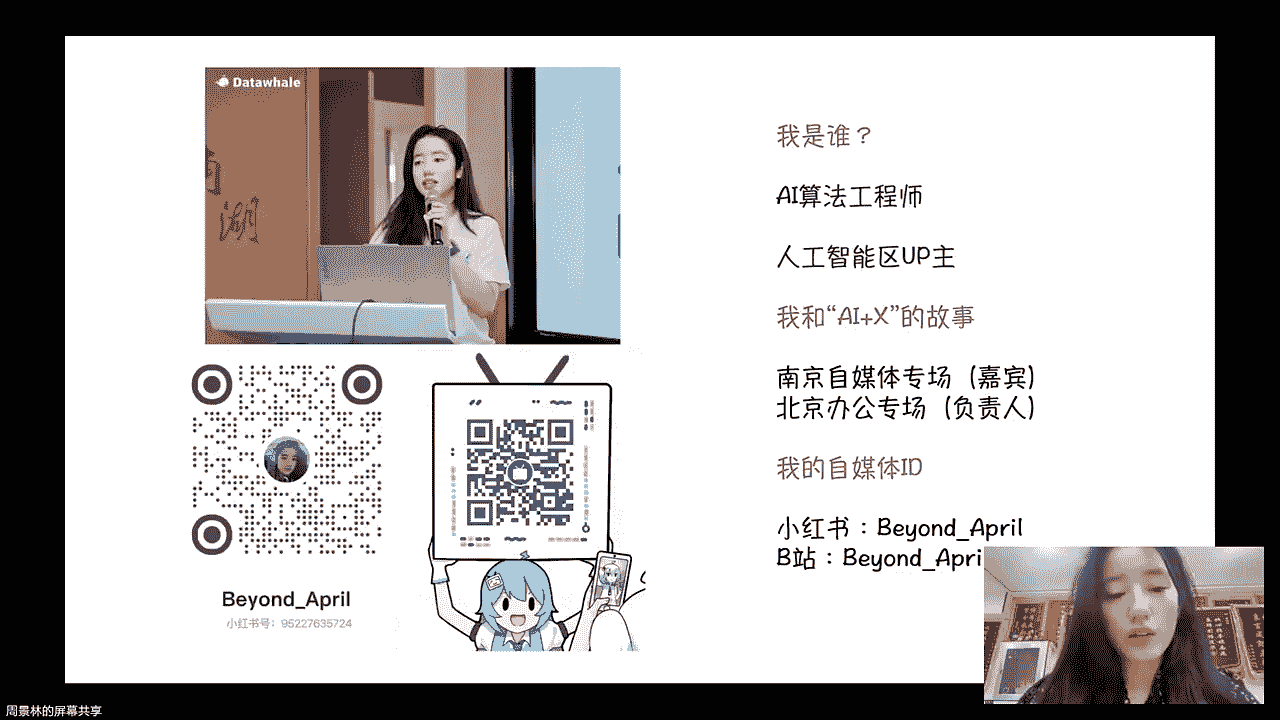 Datawhale
我是谁？
AI算法工程师
人工智能区UP主
我和“AI+X”的故事
南京自媒体专场（嘉宾）
北京办公专场（负责人）
我的自媒体ID
小红书：Beyond_April
B站：Beyond_Apri
Beyond_April
小红书号：95227635724
周景林的屏幕共享